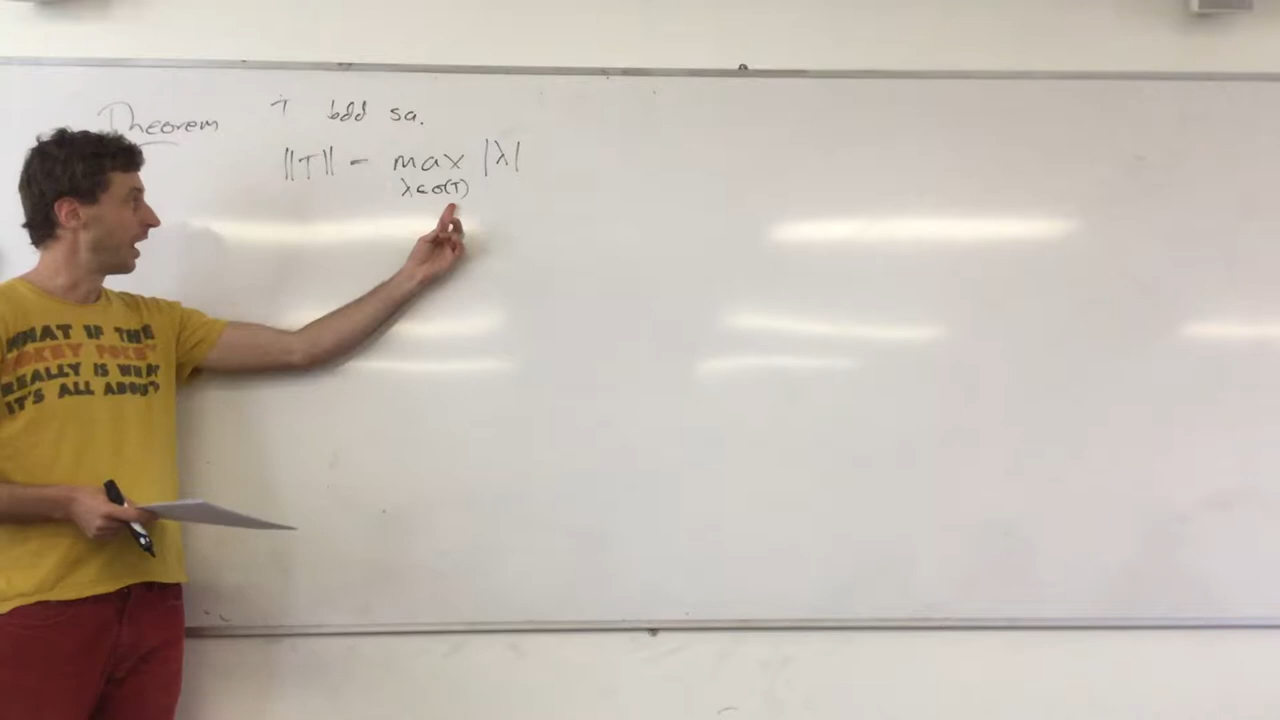 Theorem T bdd sa.
||T|| = max |λ|
λ∈σ(T)
WHAT IF THE
HOKEY POKEY
REALLY IS WHAT
IT'S ALL ABOUT?